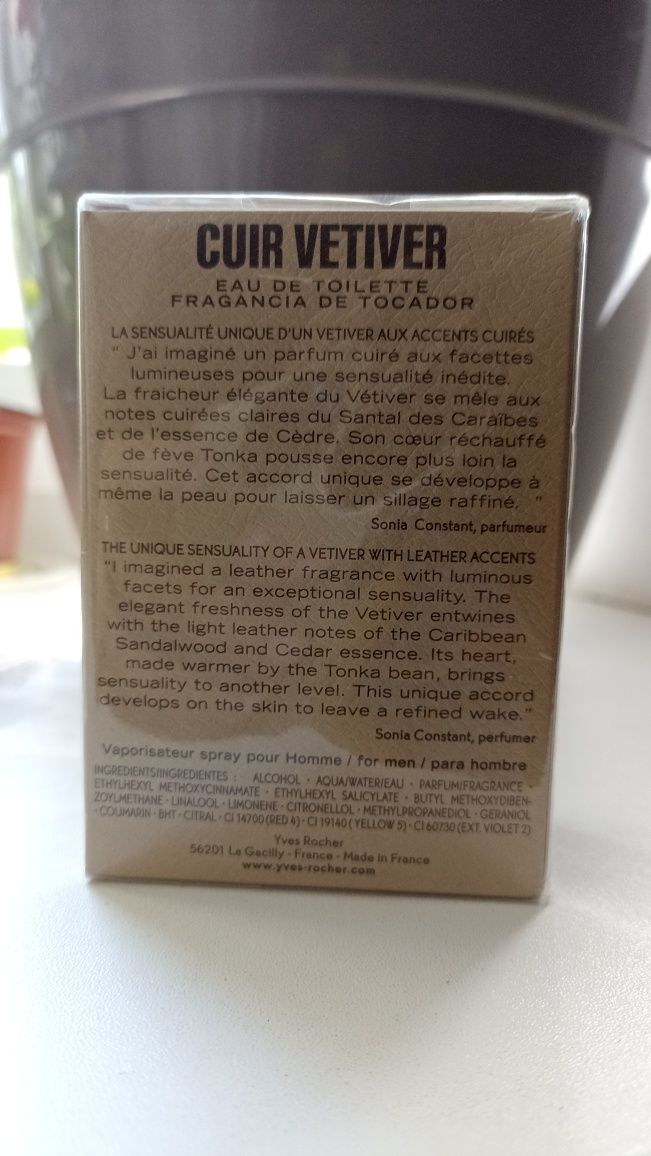 CUIR VETIVER
EAU DE TOILETTE
FRAGANCIA DE TOCADOR
LA SENSUALITÉ UNIQUE D'UN VETIVER AUX ACCENTS CUIRÉS
" J'ai imaginé un parfum cuiré aux facettes
lumineuses pour une sensualité inédite.
La fraicheur élégante du Vétiver se mêle aux
notes cuirées claires du Santal des Caraïbes
et de l'essence de Cèdre. Son cœur réchauffé
de fève Tonka pousse encore plus loin la
sensualité. Cet accord unique se développe à
même la peau pour laisser un sillage raffiné. "
Sonia Constant, parfumeur
THE UNIQUE SENSUALITY OF A VETIVER WITH LEATHER ACCENTS
"I imagined a leather fragrance with luminous
facets for an exceptional sensuality. The
elegant freshness of the Vetiver entwines
with the light leather notes of the Caribbean
Sandalwood and Cedar essence. Its heart,
made warmer by the Tonka bean, brings
sensuality to another level. This unique accord
develops on the skin to leave a refined wake."
Sonia Constant, perfumer
Vaporisateur spray pour Homme / for men / para hombre
INGREDIENTS/INGREDIENTES : ALCOHOL • AQUA/WATER/EAU • PARFUM/FRAGRANCE •
ETHYLHEXYL METHOXYCINNAMATE • ETHYLHEXYL SALICYLATE • BUTYL METHOXYDIBEN-
ZOYLMETHANE • LINALOOL • LIMONENE • CITRONELLOL • METHYLPROPANEDIOL • GERANIOL
• COUMARIN • BHT • CITRAL • CI 14700 (RED 4) • CI 19140 ( YELLOW 5) • CI 60730 (EXT. VIOLET 2)
Yves Rocher
56201 La Gacilly - France - Made in France
www.yves-rocher.com